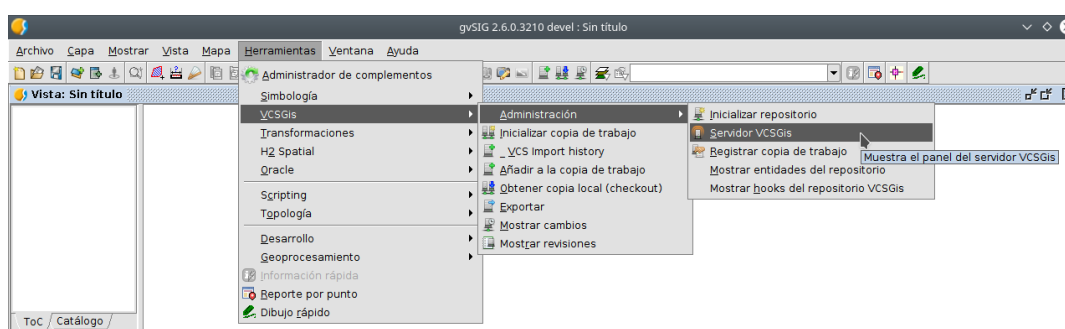 gvSIG 2.6.0.3210 devel : Sin título
Archivo Capa Mostrar Vista Mapa Herramientas Ventana Ayuda
Vista: Sin título
Administrador de complementos
Simbología
VCSGis
Transformaciones
H2 Spatial
Oracle
Scripting
Topología
Desarrollo
Geoprocesamiento
Información rápida
Reporte por punto
Dibujo rápido
Administración
Inicializar copia de trabajo
_ VCS Import history
Añadir a la copia de trabajo
Obtener copia local (checkout)
Exportar
Mostrar cambios
Mostrar revisiones
Inicializar repositorio
Servidor VCSGis
Registrar copia de trabajo
Muestra el panel del servidor VCSGis
Mostrar entidades del repositorio
Mostrar hooks del repositorio VCSGis
ToC Catálogo